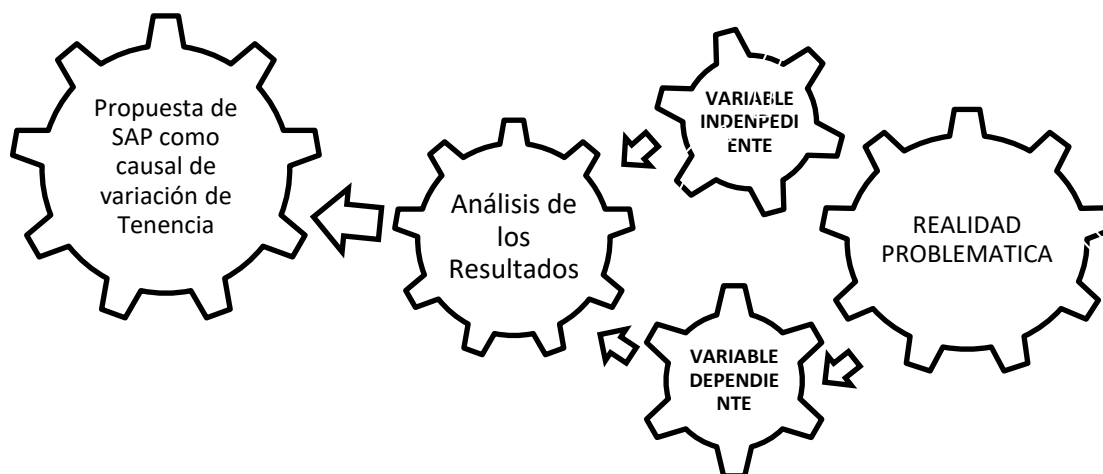 Propuesta de
SAP como
causal de
variación de
Tenencia
Análisis de
los
Resultados
VARIABLE
INDENPEDI
ENTE
VARIABLE
DEPENDIE
NTE
REALIDAD
PROBLEMATICA